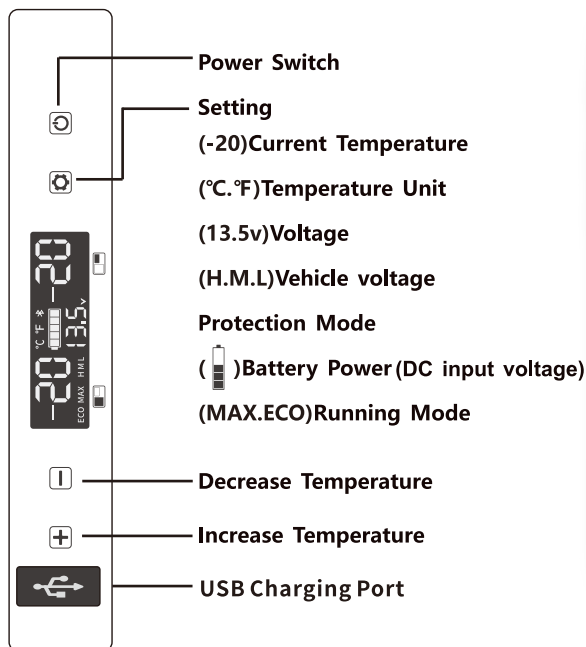 Power Switch
Setting
(-20)Current Temperature
(℃.℉)Temperature Unit
(13.5v)Voltage
(H.M.L)Vehicle voltage
Protection Mode
( )Battery Power(DC input voltage)
(MAX.ECO)Running Mode
-20 -20
℃ ℉
13.5v
ECO MAX H M L
Decrease Temperature
Increase Temperature
USB Charging Port